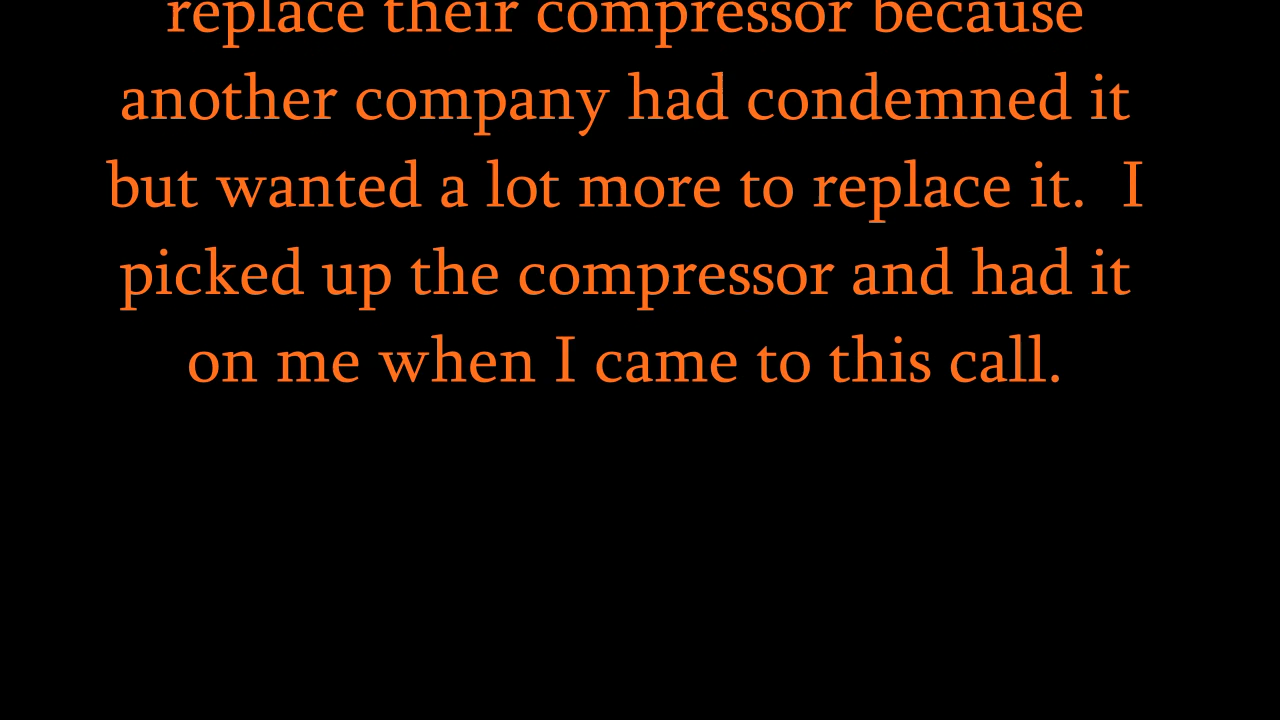 replace their compressor because
another company had condemned it
but wanted a lot more to replace it.  I
picked up the compressor and had it
on me when I came to this call.